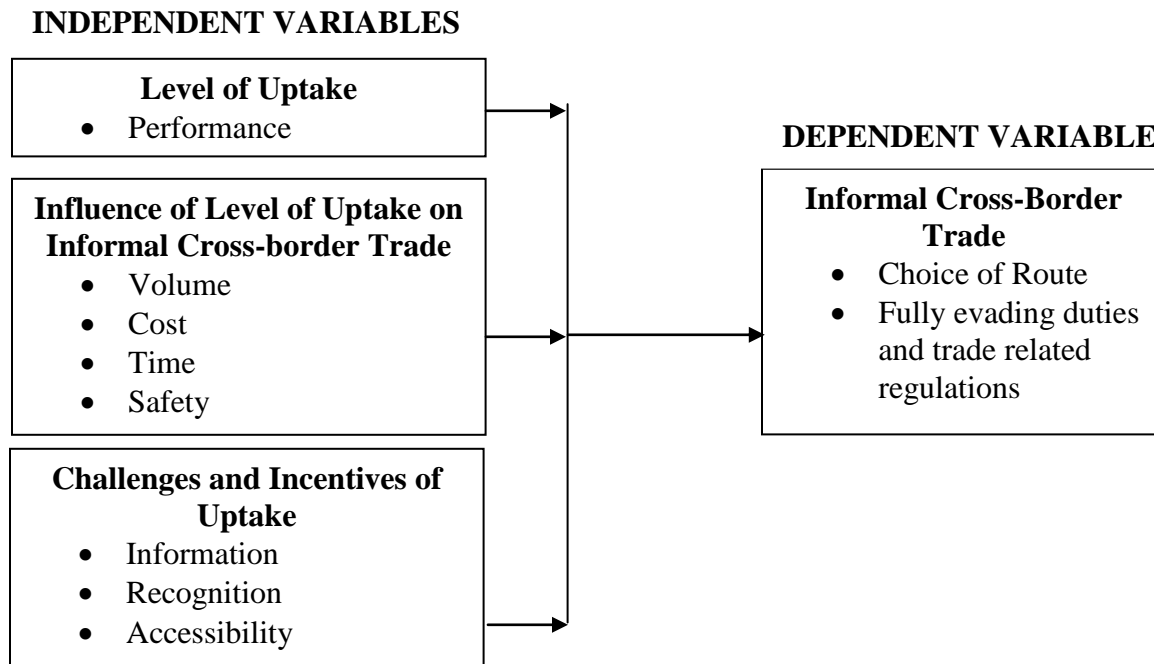 INDEPENDENT VARIABLES
Level of Uptake
• Performance
Influence of Level of Uptake on
Informal Cross-border Trade
• Volume
• Cost
• Time
• Safety
Challenges and Incentives of
Uptake
• Information
• Recognition
• Accessibility
DEPENDENT VARIABLE
Informal Cross-Border
Trade
• Choice of Route
• Fully evading duties
and trade related
regulations